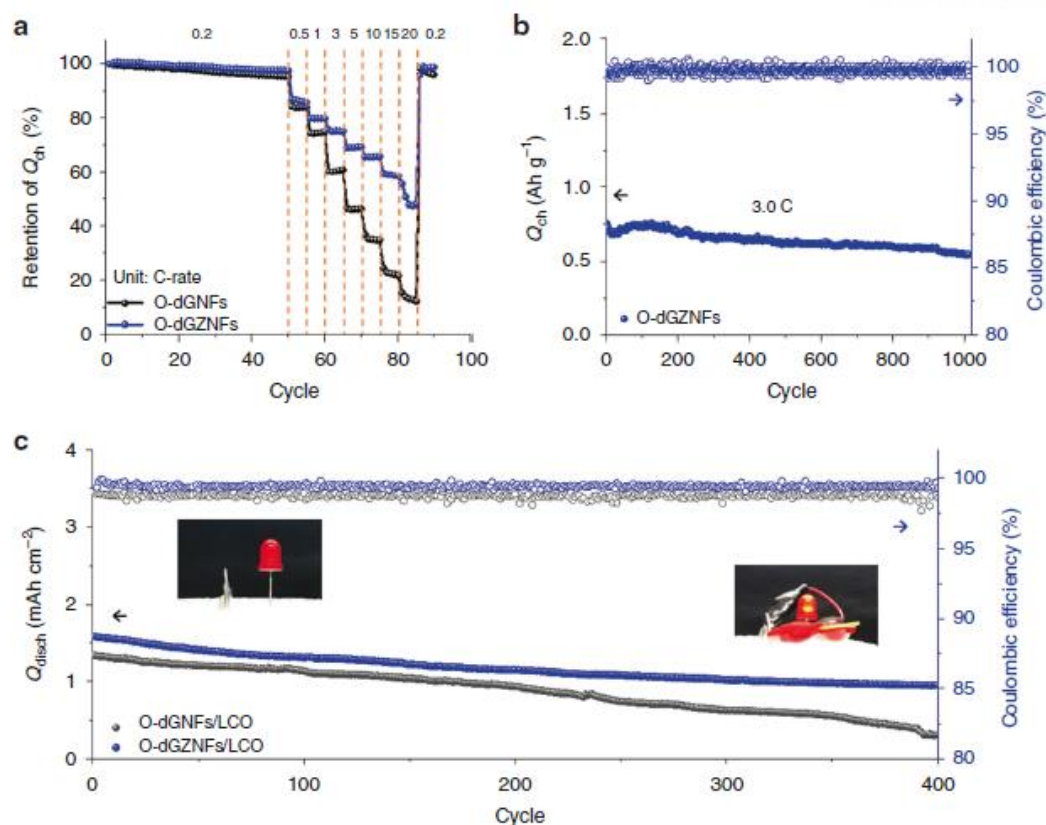 a
0.2 0.5 1 3 5 10 15 20 0.2
100
80
60
40
20
0
Retention of Qch (%)
Unit: C-rate
O-dGNFs
O-dGZNFs
0 20 40 60 80 100
Cycle
b
2.0
1.5
1.0
0.5
0.0
Qch (Ah g−1)
3.0 C
O-dGZNFs
100
95
90
85
80
Coulombic efficiency (%)
0 200 400 600 800 1000
Cycle
c
4
3
2
1
0
Qdisch (mAh cm−2)
O-dGNFs/LCO
O-dGZNFs/LCO
100
95
90
85
80
Coulombic efficiency (%)
0 100 200 300 400
Cycle